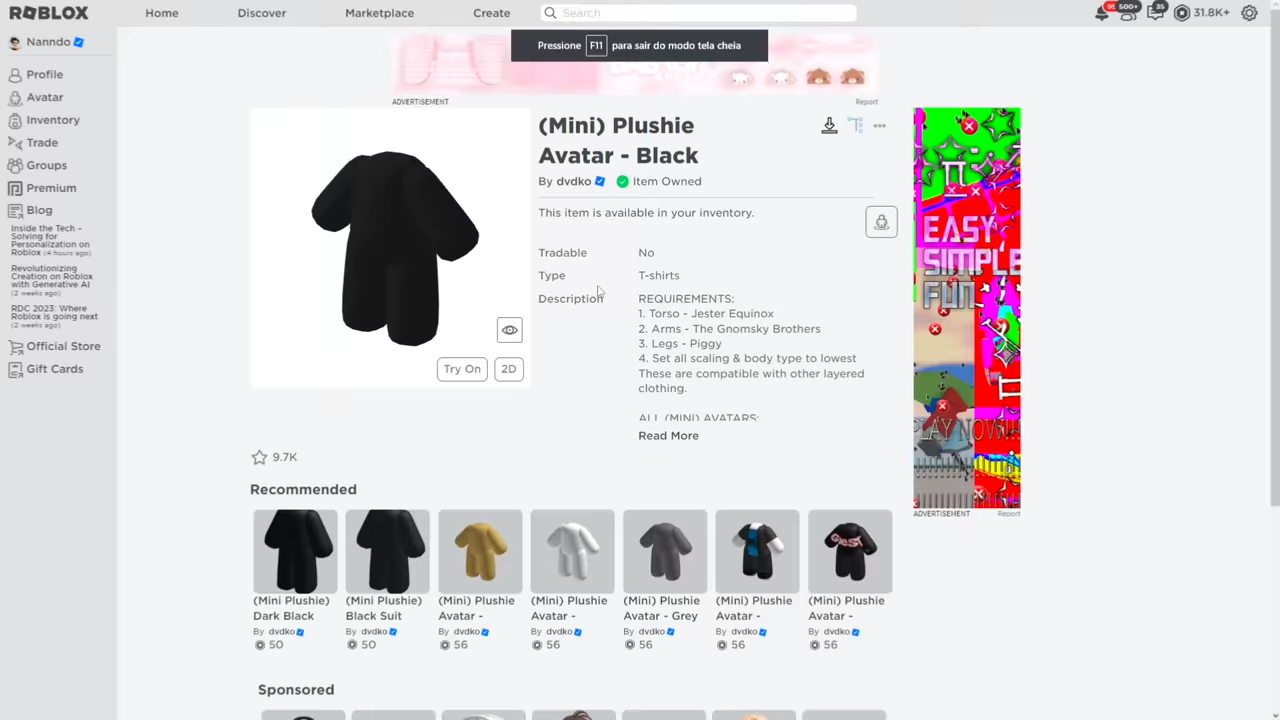 ROBLOX
Home
Discover
Marketplace
Create
Search
500+
35
31.8K+
Pressione F11 para sair do modo tela cheia
Nanndo
Profile
Avatar
Inventory
Trade
Groups
Premium
Blog
Inside the Tech –
Solving for
Personalization on
Roblox (4 hours ago)
Revolutionizing
Creation on Roblox
with Generative AI
(2 weeks ago)
RDC 2023: Where
Roblox is going next
(2 weeks ago)
Official Store
Gift Cards
ADVERTISEMENT
Report
(Mini) Plushie
Avatar - Black
By dvdko
Item Owned
This item is available in your inventory.
Tradable
No
Type
T-shirts
Description
REQUIREMENTS:
1. Torso - Jester Equinox
2. Arms - The Gnomsky Brothers
3. Legs - Piggy
4. Set all scaling & body type to lowest
These are compatible with other layered
clothing.
ALL (MINI) AVATARS:
Read More
Try On
2D
9.7K
EASY
SIMPLE
FUN
PLAY NOW!!!
ADVERTISEMENT
Report
Recommended
(Mini Plushie)
Dark Black
By dvdko
50
(Mini Plushie)
Black Suit
By dvdko
50
(Mini) Plushie
Avatar -
By dvdko
56
(Mini) Plushie
Avatar -
By dvdko
56
(Mini) Plushie
Avatar - Grey
By dvdko
56
(Mini) Plushie
Avatar -
By dvdko
56
(Mini) Plushie
Avatar -
By dvdko
56
Sponsored